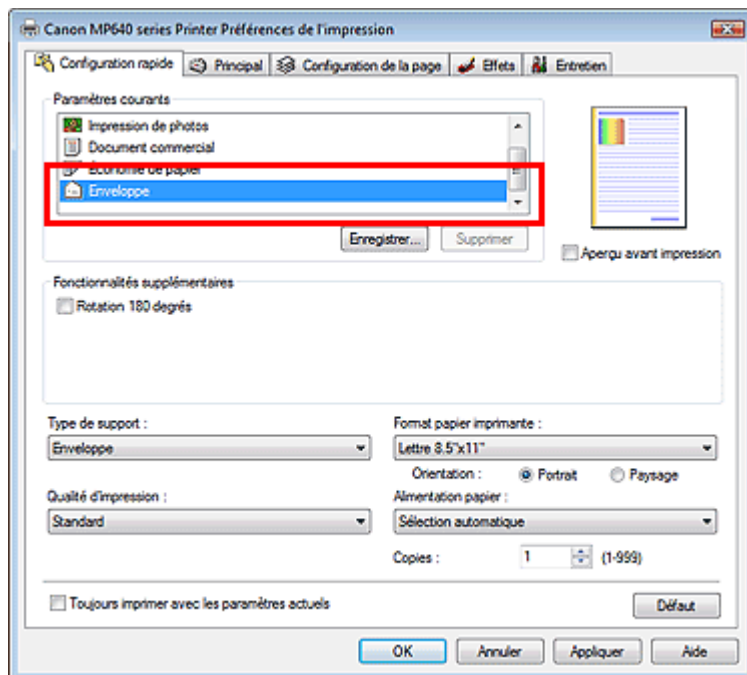 Canon MP640 series Printer Préférences de l'impression
Configuration rapide Principal Configuration de la page Effets Entretien
Paramètres courants
Impression de photos
Document commercial
Économie de papier
Enveloppe
Enregistrer... Supprimer
Aperçu avant impression
Fonctionnalités supplémentaires
Rotation 180 degrés
Type de support : Format papier imprimante :
Enveloppe Lettre 8.5"x11"
Orientation : Portrait Paysage
Qualité d'impression : Alimentation papier :
Standard Sélection automatique
Copies : 1 (1-999)
Toujours imprimer avec les paramètres actuels Défaut
OK Annuler Appliquer Aide